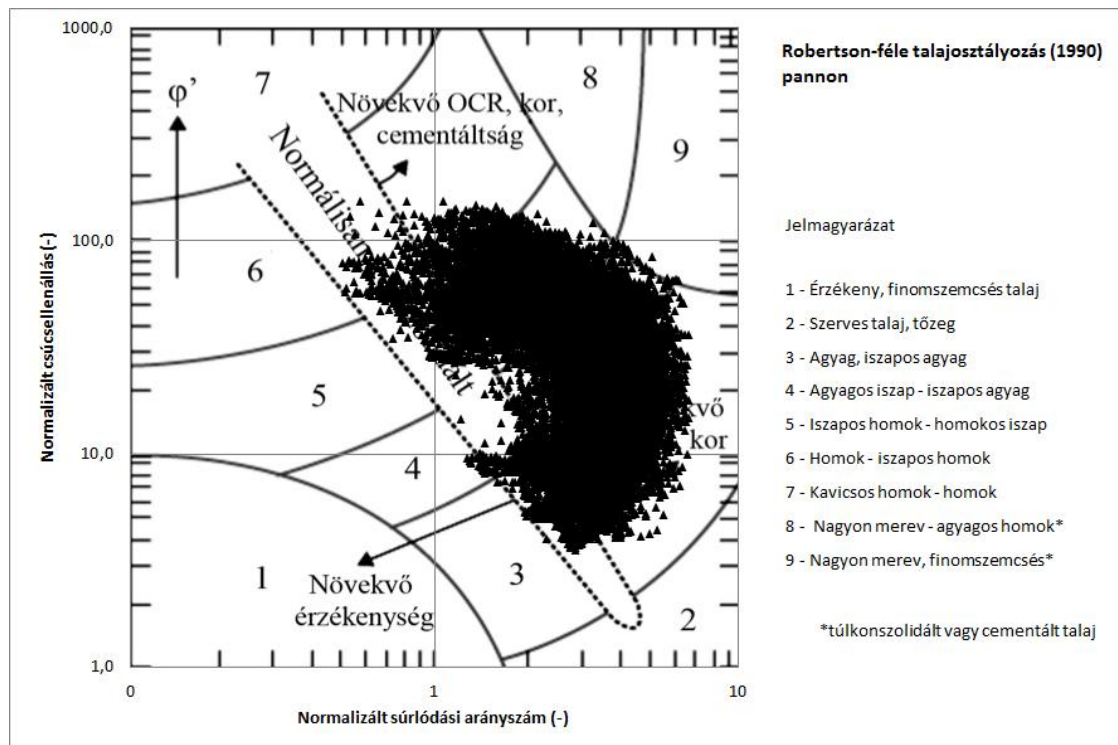 1000,0
100,0
10,0
1,0
0
1
10
Normalizált csúcsellenállás (-)
Normalizált súrlódási arányszám (-)
φ'
7
8
9
6
5
4
1
3
2
Növekvő OCR, kor,
cementáltság
Normálisan
Növekvő
érzékenység
kor
Robertson-féle talajosztályozás (1990)
pannon
Jelmagyarázat
1 - Érzékeny, finomszemcsés talaj
2 - Szerves talaj, tőzeg
3 - Agyag, iszapos agyag
4 - Agyagos iszap - iszapos agyag
5 - Iszapos homok - homokos iszap
6 - Homok - iszapos homok
7 - Kavicsos homok - homok
8 - Nagyon merev - agyagos homok*
9 - Nagyon merev, finomszemcsés*
*túlkonszolidált vagy cementált talaj